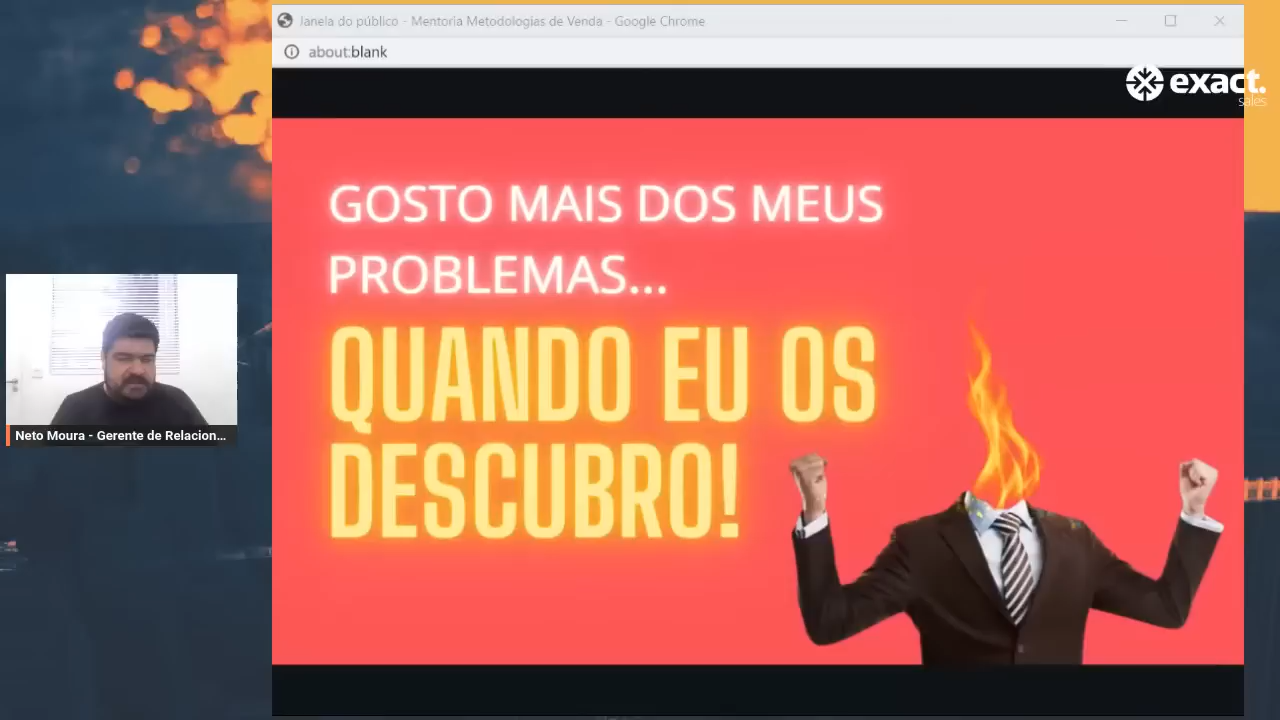 Janela do público - Mentoria Metodologias de Venda - Google Chrome
about:blank
exact.
sales
GOSTO MAIS DOS MEUS
PROBLEMAS...
QUANDO EU OS
DESCUBRO!
Neto Moura - Gerente de Relacion...